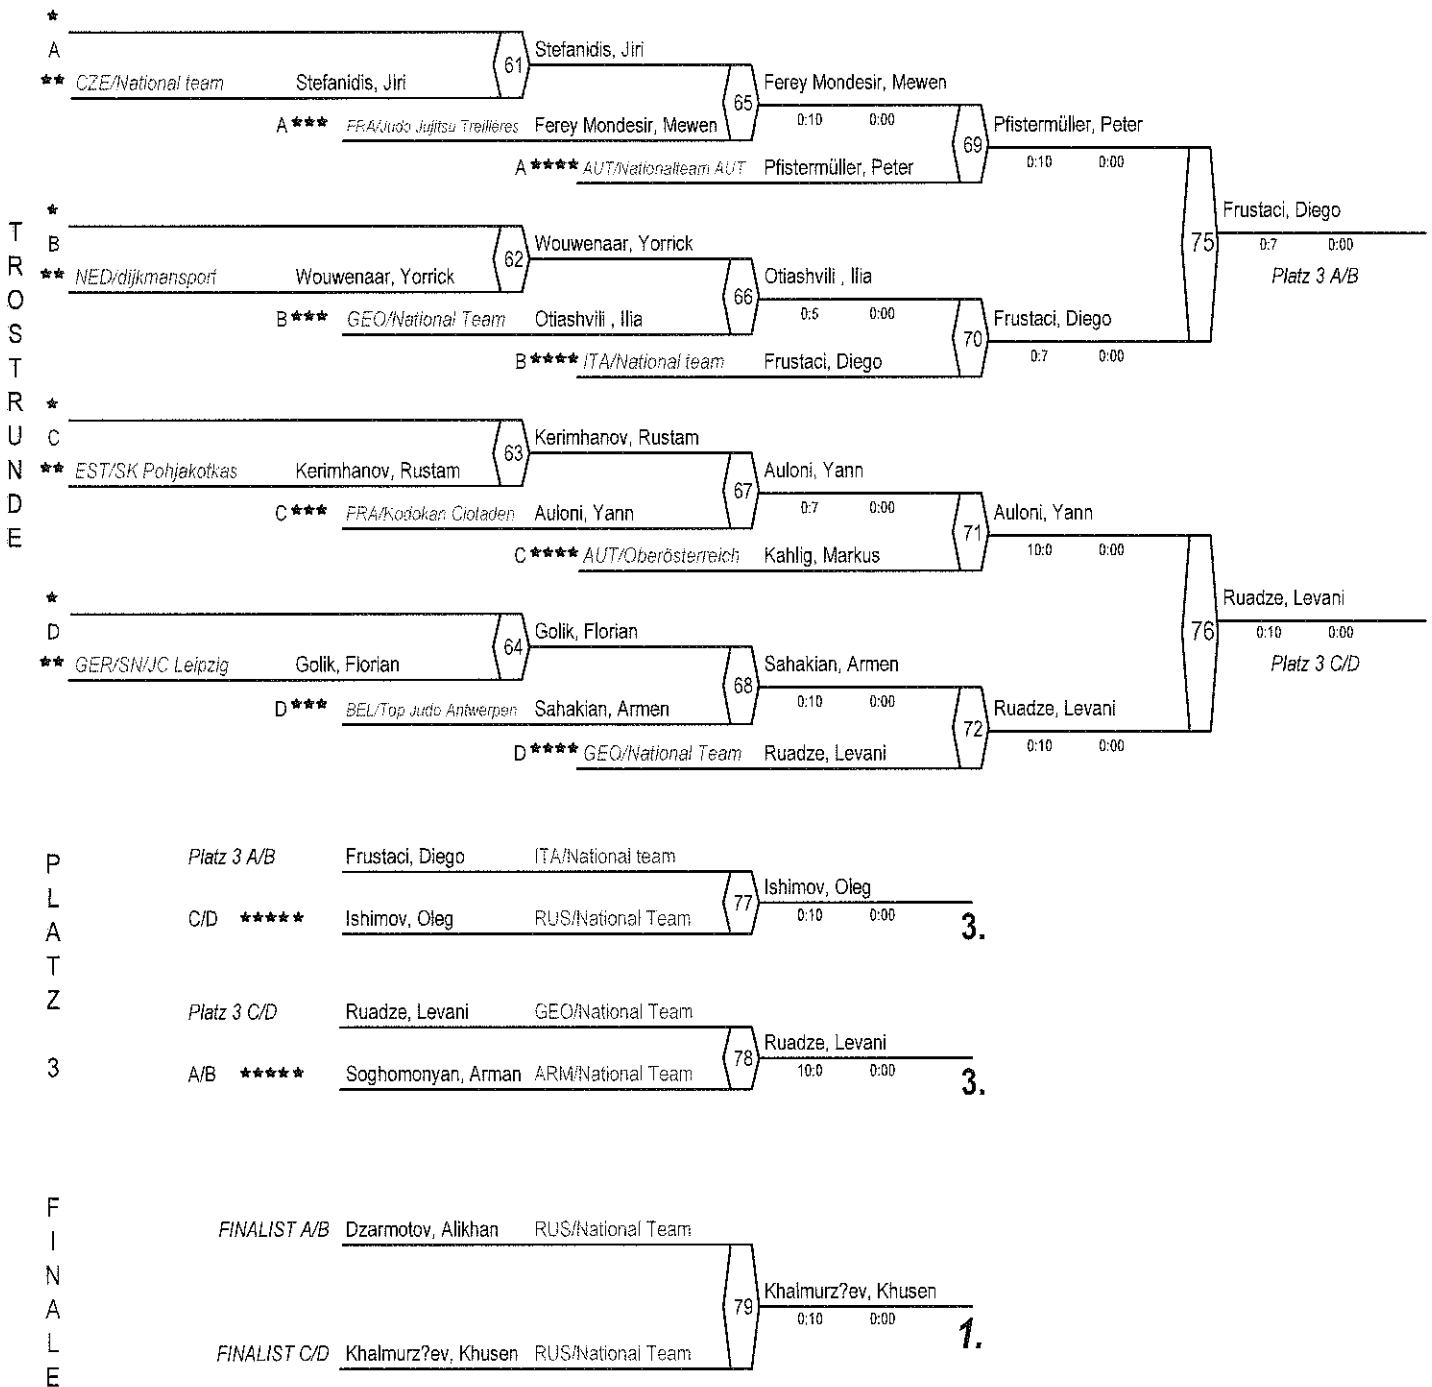 *
A
** CZE/National team Stefanidis, Jiri
61 Stefanidis, Jiri
A **** FRA/Judo Jujitsu Treillères Ferey Mondesir, Mewen
65 Ferey Mondesir, Mewen
0:10 0:00
A **** AUT/Nationalteam AUT Pfistermüller, Peter
69 Pfistermüller, Peter
0:10 0:00
TROSTRUNDE
*
B
** NED/dijkmansport Wouwenaar, Yorrick
62 Wouwenaar, Yorrick
B *** GEO/National Team Otiashvili , Ilia
66 Otiashvili , Ilia
0:5 0:00
B **** ITA/National team Frustaci, Diego
70 Frustaci, Diego
0:7 0:00
75 Frustaci, Diego
0:7 0:00
Platz 3 A/B
*
C
** EST/SK Pohjakotkas Kerimhanov, Rustam
63 Kerimhanov, Rustam
C *** FRA/Kodokan Ciotaden Auloni, Yann
67 Auloni, Yann
0:7 0:00
C **** AUT/Oberösterreich Kahlig, Markus
71 Auloni, Yann
10:0 0:00
*
D
** GER/SN/JC Leipzig Golik, Florian
64 Golik, Florian
D *** BEL/Top Judo Antwerpen Sahakian, Armen
68 Sahakian, Armen
0:10 0:00
D **** GEO/National Team Ruadze, Levani
72 Ruadze, Levani
0:10 0:00
76 Ruadze, Levani
0:10 0:00
Platz 3 C/D
PLATZ 3
Platz 3 A/B Frustaci, Diego ITA/National team
C/D ***** Ishimov, Oleg RUS/National Team
77 Ishimov, Oleg
0:10 0:00
3.
Platz 3 C/D Ruadze, Levani GEO/National Team
A/B ***** Soghomonyan, Arman ARM/National Team
78 Ruadze, Levani
10:0 0:00
3.
FINALE
FINALIST A/B Dzarmotov, Alikhan RUS/National Team
FINALIST C/D Khalmurz?ev, Khusen RUS/National Team
79 Khalmurz?ev, Khusen
0:10 0:00
1.